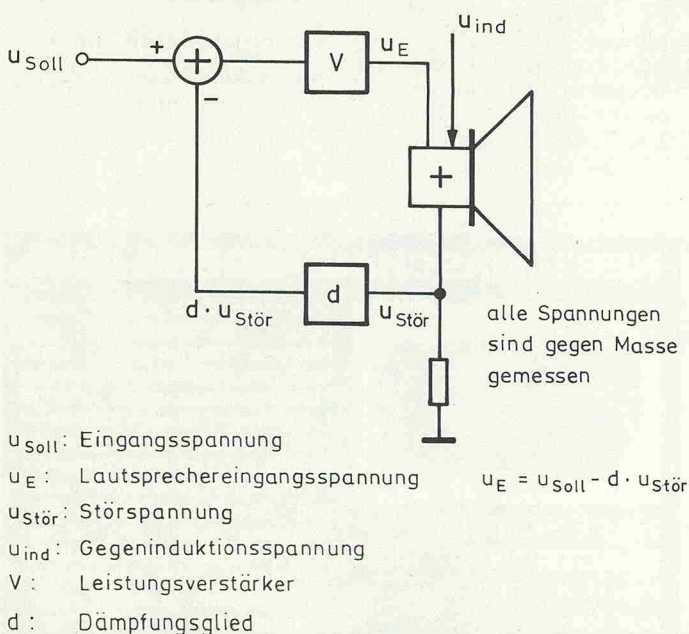 u_Soll
+
+
−
V
u_E
u_ind
+
d · u_Stör
d
u_Stör
alle Spannungen
sind gegen Masse
gemessen
u_Soll : Eingangsspannung
u_E : Lautsprechereingangsspannung
u_E = u_Soll − d · u_Stör
u_Stör : Störspannung
u_ind : Gegeninduktionsspannung
V : Leistungsverstärker
d : Dämpfungsglied